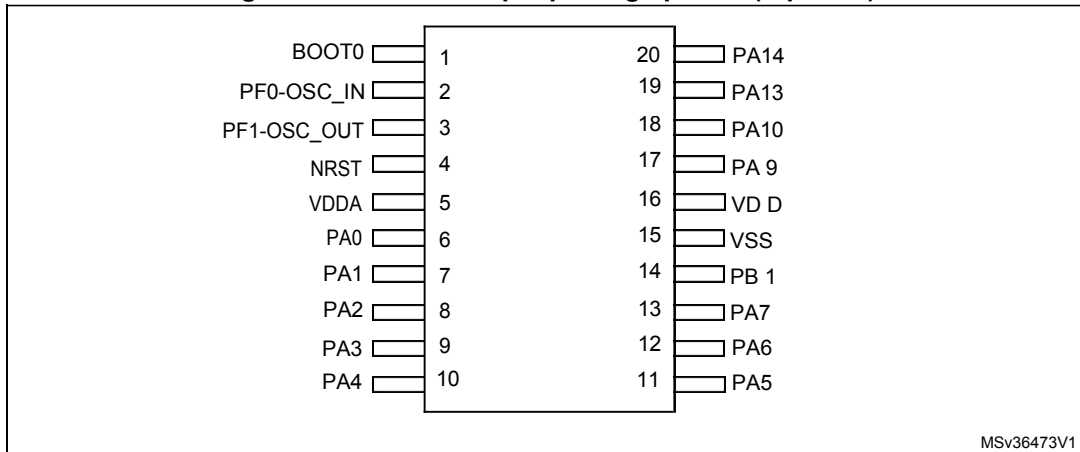 BOOT0 1 20 PA14
PF0-OSC_IN 2 19 PA13
PF1-OSC_OUT 3 18 PA10
NRST 4 17 PA 9
VDDA 5 16 VD D
PA0 6 15 VSS
PA1 7 14 PB 1
PA2 8 13 PA7
PA3 9 12 PA6
PA4 10 11 PA5
MSv36473V1